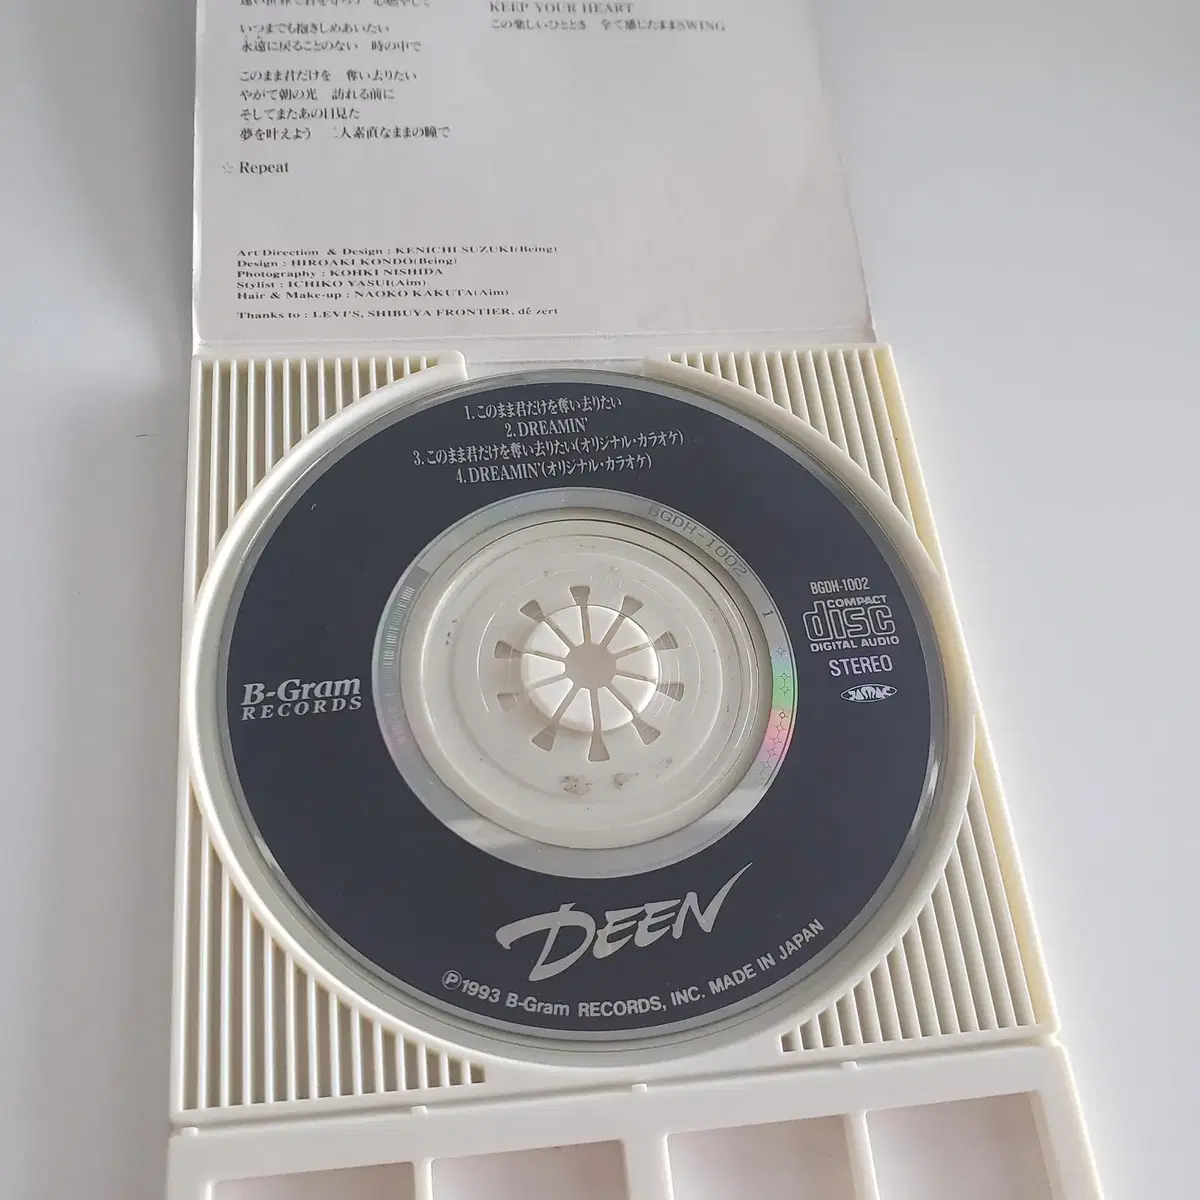 いつまでも抱きしめあいたい
永遠に戻ることのない 時の中で
このまま君だけを 奪い去りたい
やがて朝の光 訪れる前に
そしてまたあの日見た
夢を叶えよう 二人素直なままの瞳で
☆ Repeat
KEEP YOUR HEART
この楽しいひととき 全て感じたままSWING
Art Direction & Design : KENICHI SUZUKI(Being)
Design : HIROAKI KONDO(Being)
Photography : KOHKI NISHIDA
Stylist : ICHIKO YASUI(Aim)
Hair & Make-up : NAOKO KAKUTA(Aim)
Thanks to : LEVI'S, SHIBUYA FRONTIER, dé zert
1. このまま君だけを奪い去りたい
2. DREAMIN'
3. このまま君だけを奪い去りたい(オリジナル・カラオケ)
4. DREAMIN'(オリジナル・カラオケ)
BGDH-1002 1
BGDH-1002
COMPACT
disc
DIGITAL AUDIO
STEREO
JASRAC
B-Gram
RECORDS
DEEN
Ⓟ1993 B-Gram RECORDS, INC. MADE IN JAPAN